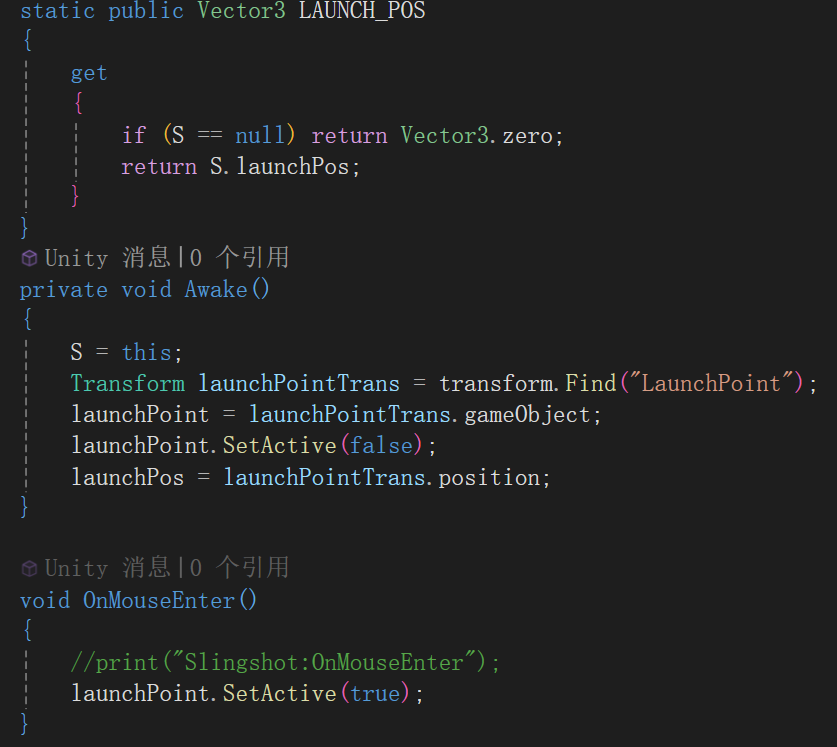 static public Vector3 LAUNCH_POS
{
    get
    {
        if (S == null) return Vector3.zero;
        return S.launchPos;
    }
}
Unity 消息|0 个引用
private void Awake()
{
    S = this;
    Transform launchPointTrans = transform.Find("LaunchPoint");
    launchPoint = launchPointTrans.gameObject;
    launchPoint.SetActive(false);
    launchPos = launchPointTrans.position;
}
Unity 消息|0 个引用
void OnMouseEnter()
{
    //print("Slingshot:OnMouseEnter");
    launchPoint.SetActive(true);
}